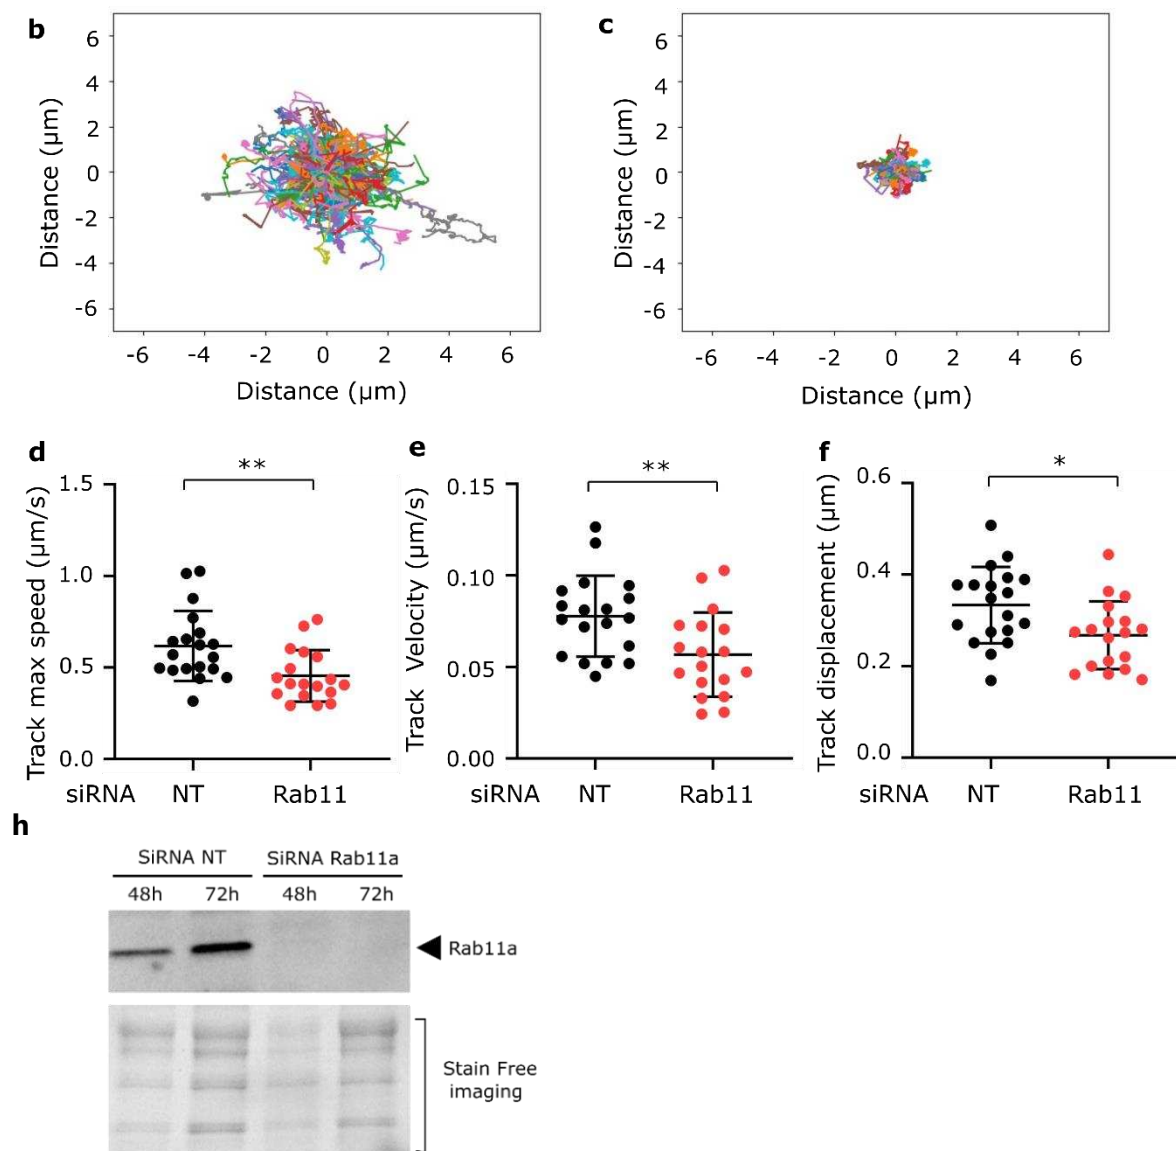 b
6
4
2
0
-2
-4
-6
Distance (µm)
-6 -4 -2 0 2 4 6
Distance (µm)
c
6
4
2
0
-2
-4
-6
Distance (µm)
-6 -4 -2 0 2 4 6
Distance (µm)
d
**
1.5
1.0
0.5
0.0
Track max speed (µm/s)
siRNA NT Rab11
e
**
0.15
0.10
0.05
0.00
Track Velocity (µm/s)
siRNA NT Rab11
f
*
0.6
0.4
0.2
0.0
Track displacement (µm)
siRNA NT Rab11
h
SiRNA NT SiRNA Rab11a
48h 72h 48h 72h
Rab11a
Stain Free
imaging